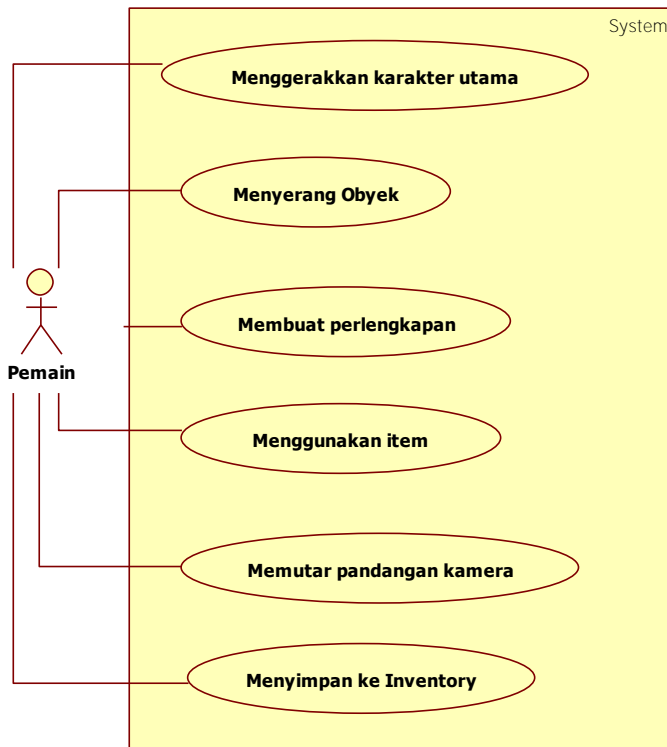 System
Menggerakkan karakter utama
Menyerang Obyek
Membuat perlengkapan
Pemain
Menggunakan item
Memutar pandangan kamera
Menyimpan ke Inventory